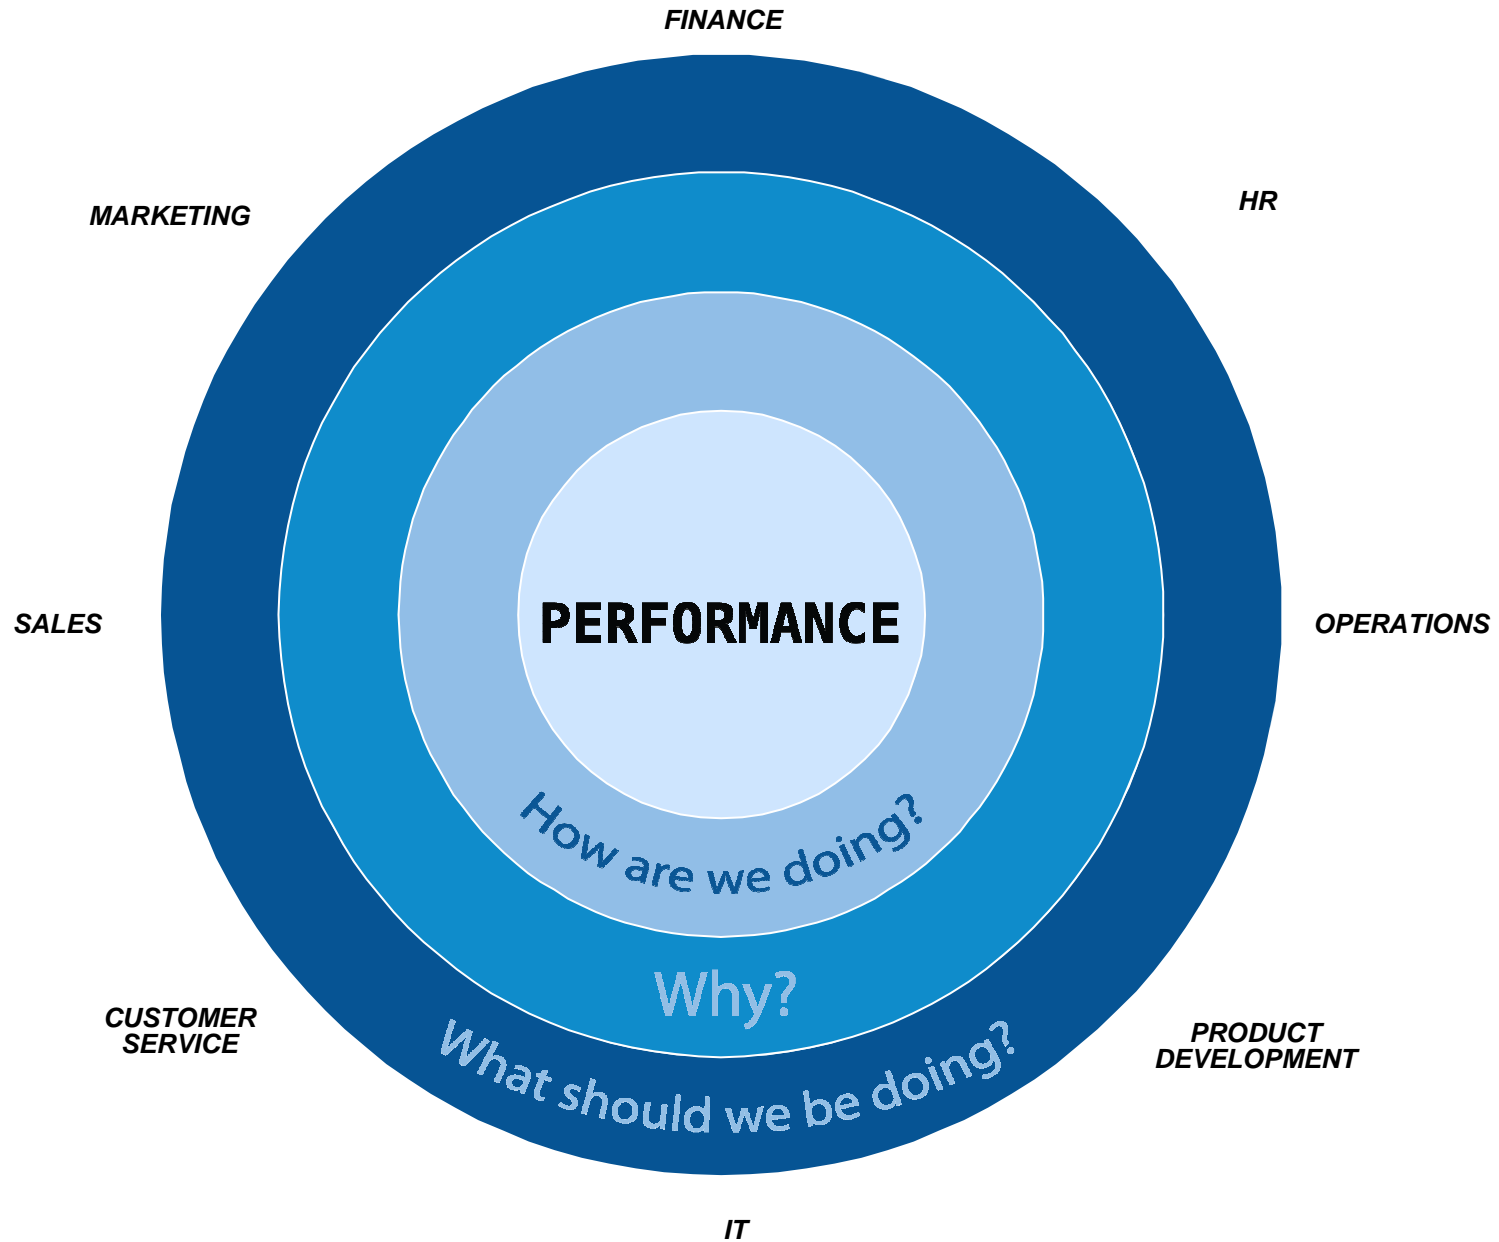 FINANCE
MARKETING
HR
SALES
PERFORMANCE
OPERATIONS
How are we doing?
Why?
What should we be doing?
CUSTOMER
SERVICE
PRODUCT
DEVELOPMENT
IT